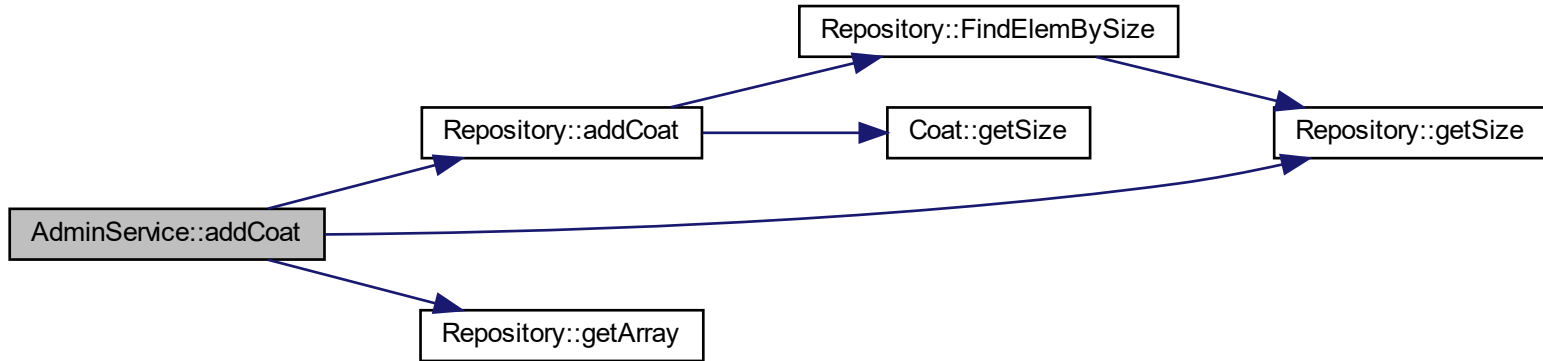 Repository::FindElemBySize
Repository::addCoat
Coat::getSize
Repository::getSize
AdminService::addCoat
Repository::getArray